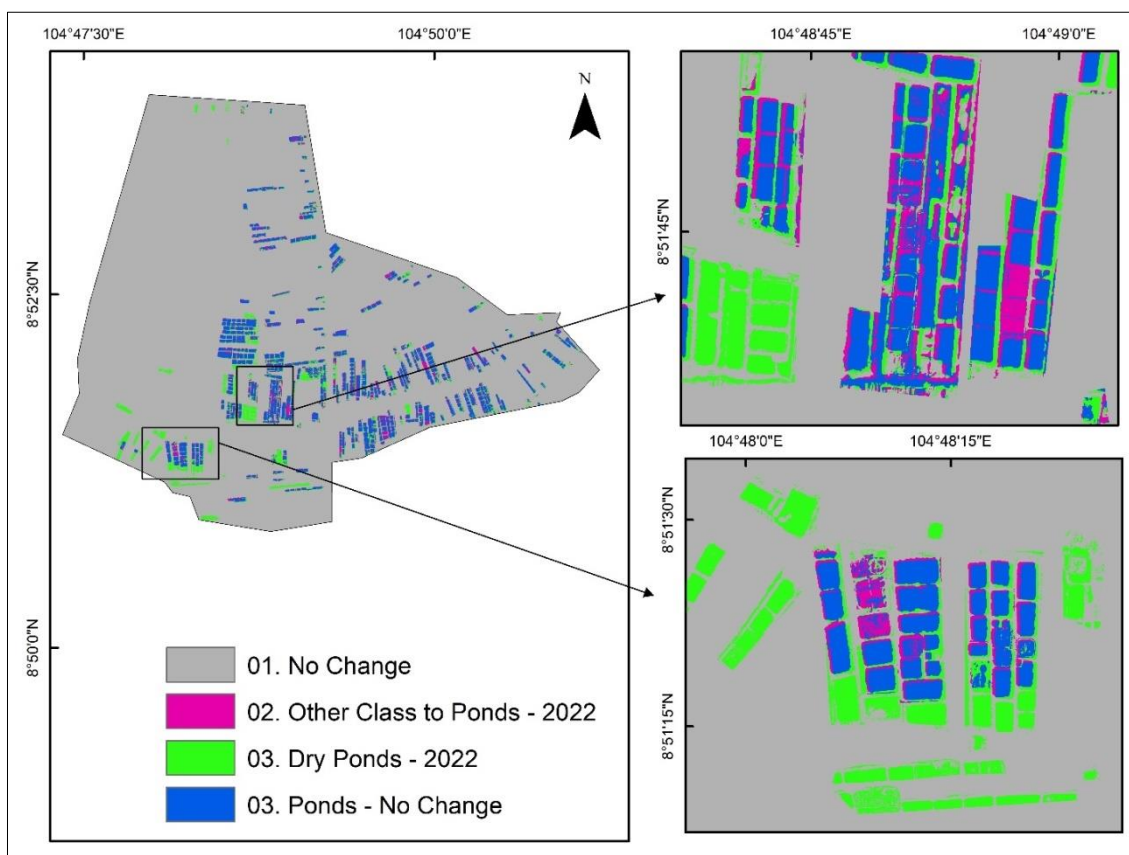 104°47'30"E
104°50'0"E
N
8°52'30"N
8°50'0"N
01. No Change
02. Other Class to Ponds - 2022
03. Dry Ponds - 2022
03. Ponds - No Change
104°48'45"E
104°49'0"E
8°51'45"N
104°48'0"E
104°48'15"E
8°51'30"N
8°51'15"N